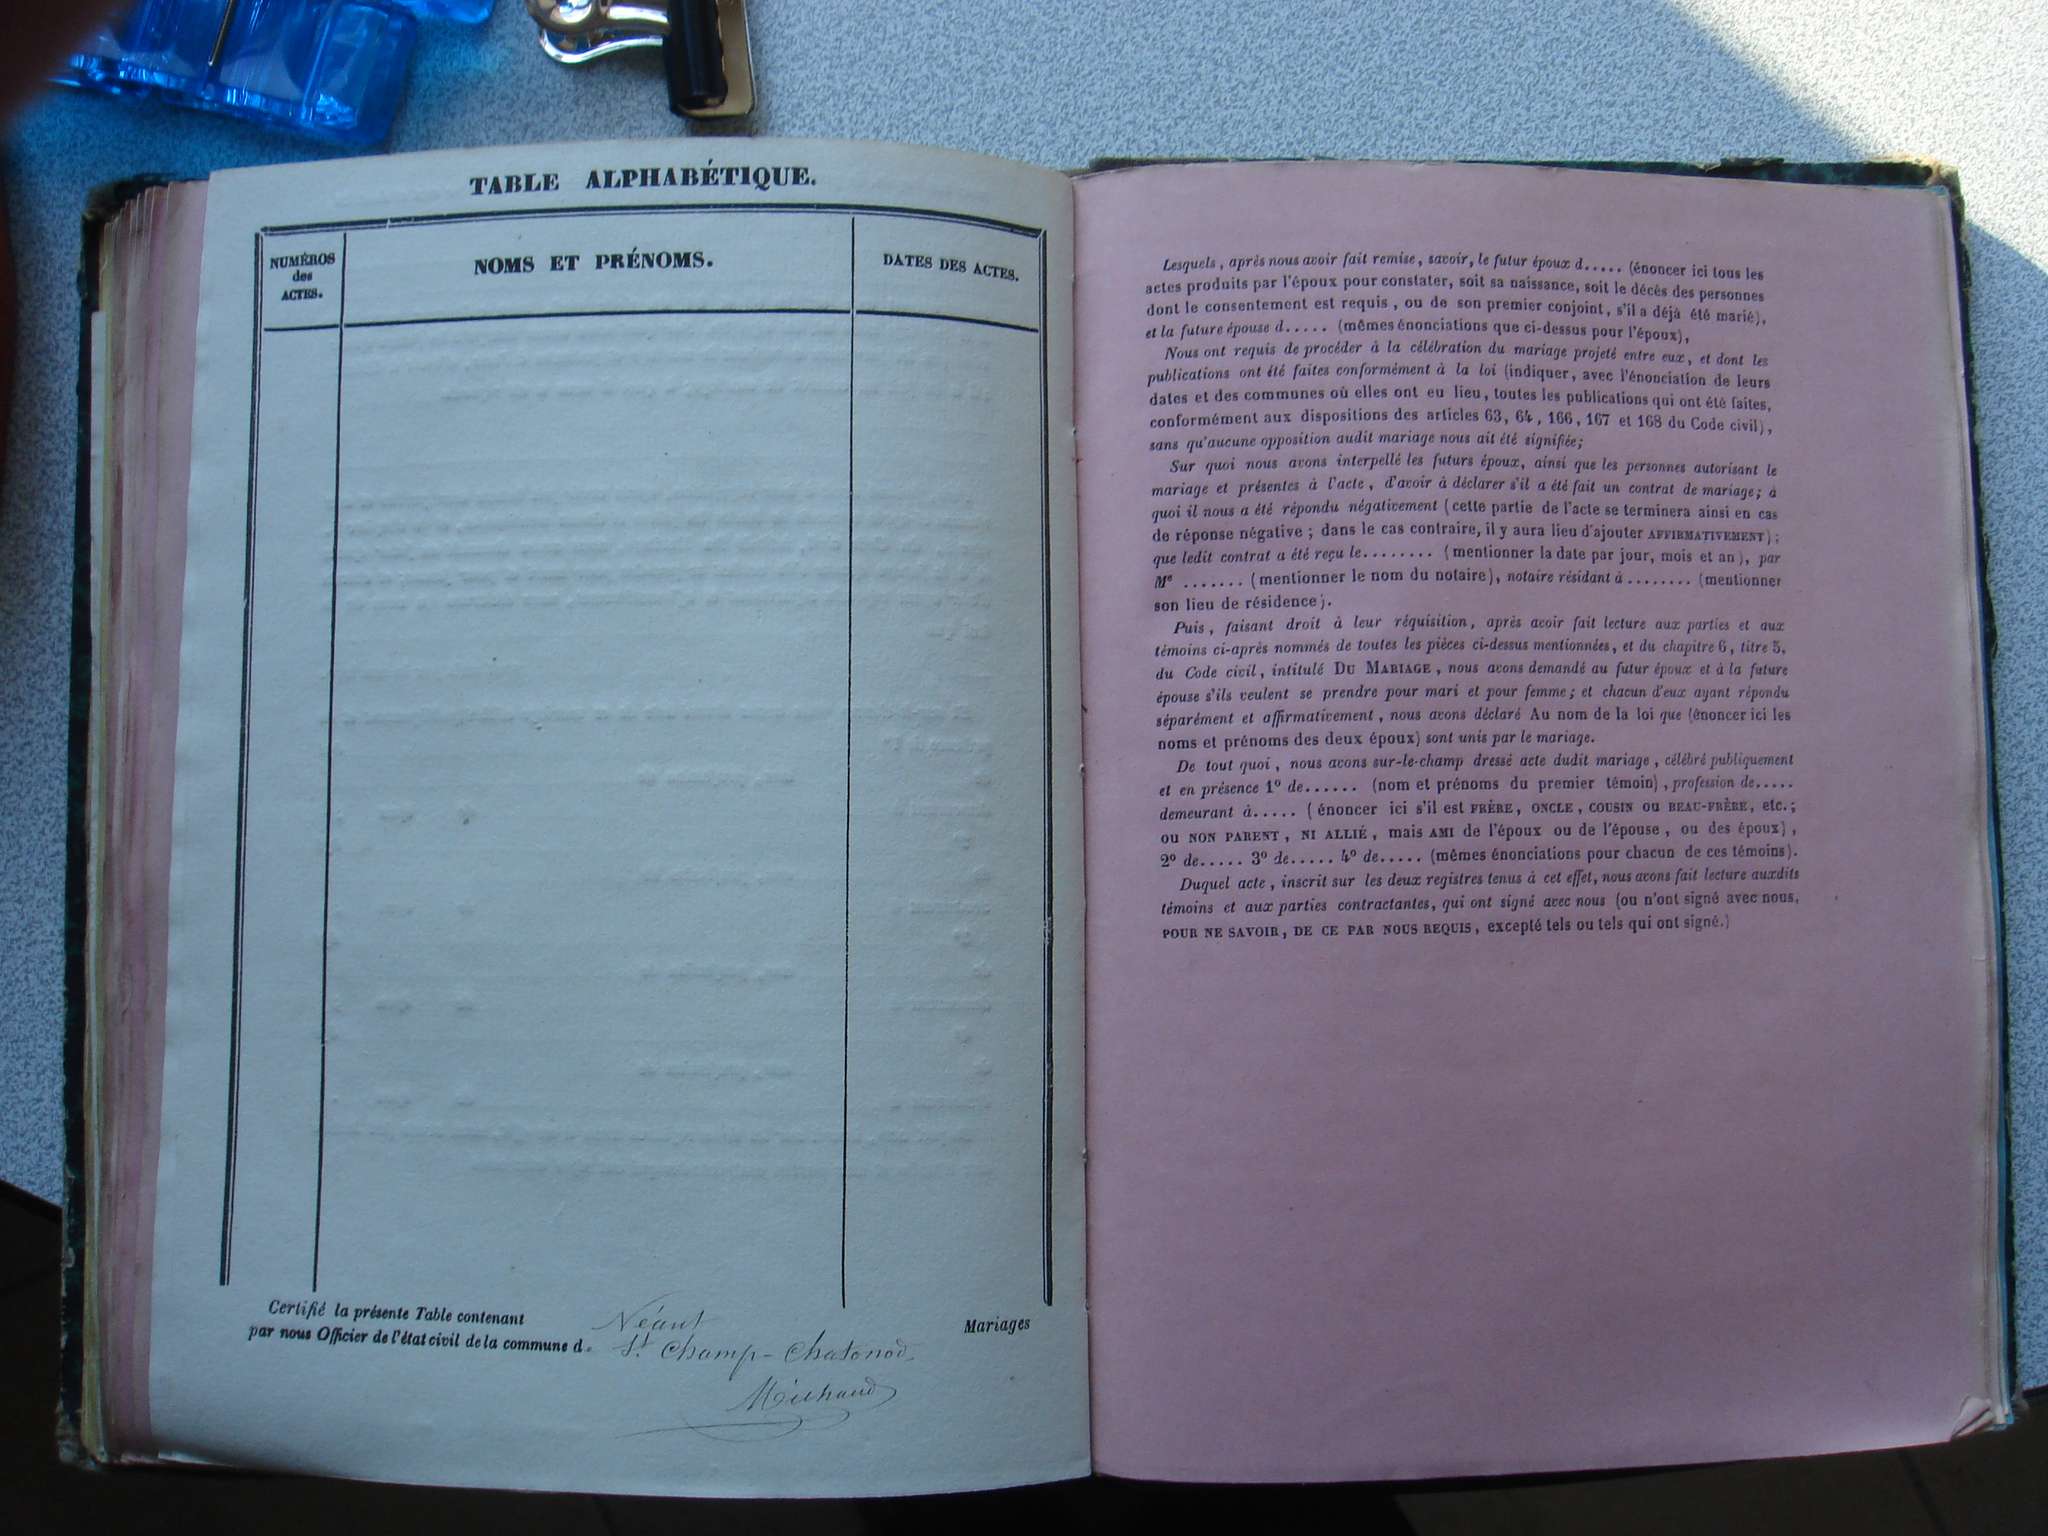 TABLE ALPHABÉTIQUE.
NUMÉROS
des
ACTES.
NOMS ET PRÉNOMS.
DATES DES ACTES.
Certifié la présente Table contenant Néant Mariages
par nous Officier de l'état civil de la commune d. St Champ-Chatonod
Michaud
Lesquels, après nous avoir fait remise, savoir, le futur époux d..... (énoncer ici tous les
actes produits par l'époux pour constater, soit sa naissance, soit le décès des personnes
dont le consentement est requis, ou de son premier conjoint, s'il a déjà été marié),
et la future épouse d..... (mêmes énonciations que ci-dessus pour l'époux),
Nous ont requis de procéder à la célébration du mariage projeté entre eux, et dont les
publications ont été faites conformément à la loi (indiquer, avec l'énonciation de leurs
dates et des communes où elles ont eu lieu, toutes les publications qui ont été faites,
conformément aux dispositions des articles 63, 64, 166, 167 et 168 du Code civil),
sans qu'aucune opposition audit mariage nous ait été signifiée;
Sur quoi nous avons interpellé les futurs époux, ainsi que les personnes autorisant le
mariage et présentes à l'acte, d'avoir à déclarer s'il a été fait un contrat de mariage; à
quoi il nous a été répondu négativement (cette partie de l'acte se terminera ainsi en cas
de réponse négative; dans le cas contraire, il y aura lieu d'ajouter AFFIRMATIVEMENT);
que ledit contrat a été reçu le........ (mentionner la date par jour, mois et an), par
Me ....... (mentionner le nom du notaire), notaire résidant à ........ (mentionner
son lieu de résidence).
Puis, faisant droit à leur réquisition, après avoir fait lecture aux parties et aux
témoins ci-après nommés de toutes les pièces ci-dessus mentionnées, et du chapitre 6, titre 5,
du Code civil, intitulé DU MARIAGE, nous avons demandé au futur époux et à la future
épouse s'ils veulent se prendre pour mari et pour femme; et chacun d'eux ayant répondu
séparément et affirmativement, nous avons déclaré Au nom de la loi que (énoncer ici les
noms et prénoms des deux époux) sont unis par le mariage.
De tout quoi, nous avons sur-le-champ dressé acte dudit mariage, célébré publiquement
et en présence 1o de...... (nom et prénoms du premier témoin), profession de.....
demeurant à..... (énoncer ici s'il est FRÈRE, ONCLE, COUSIN OU BEAU-FRÈRE, etc.;
ou NON PARENT, NI ALLIÉ, mais AMI de l'époux ou de l'épouse, ou des époux),
2o de..... 3o de..... 4o de..... (mêmes énonciations pour chacun de ces témoins).
Duquel acte, inscrit sur les deux registres tenus à cet effet, nous avons fait lecture auxdits
témoins et aux parties contractantes, qui ont signé avec nous (ou n'ont signé avec nous,
POUR NE SAVOIR, DE CE PAR NOUS REQUIS, excepté tels ou tels qui ont signé.)